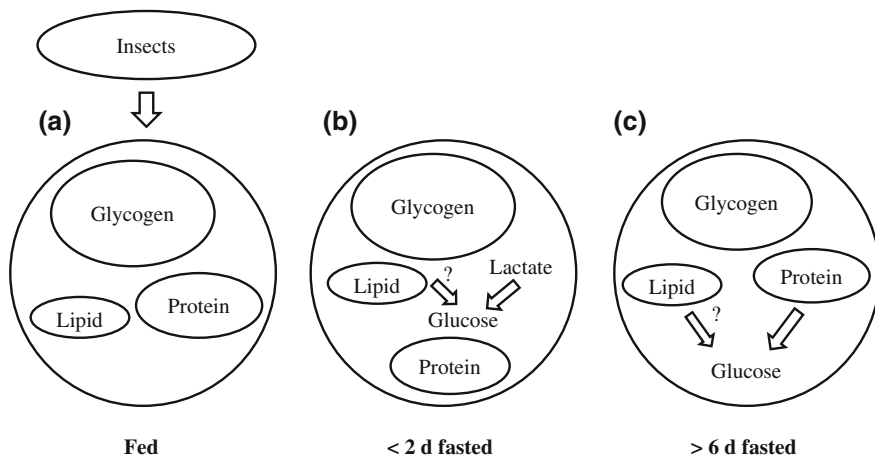 Insects
(a)
Glycogen
Lipid
Protein
Fed
(b)
Glycogen
Lipid
?
Lactate
Glucose
Protein
< 2 d fasted
(c)
Glycogen
Lipid
?
Protein
Glucose
> 6 d fasted